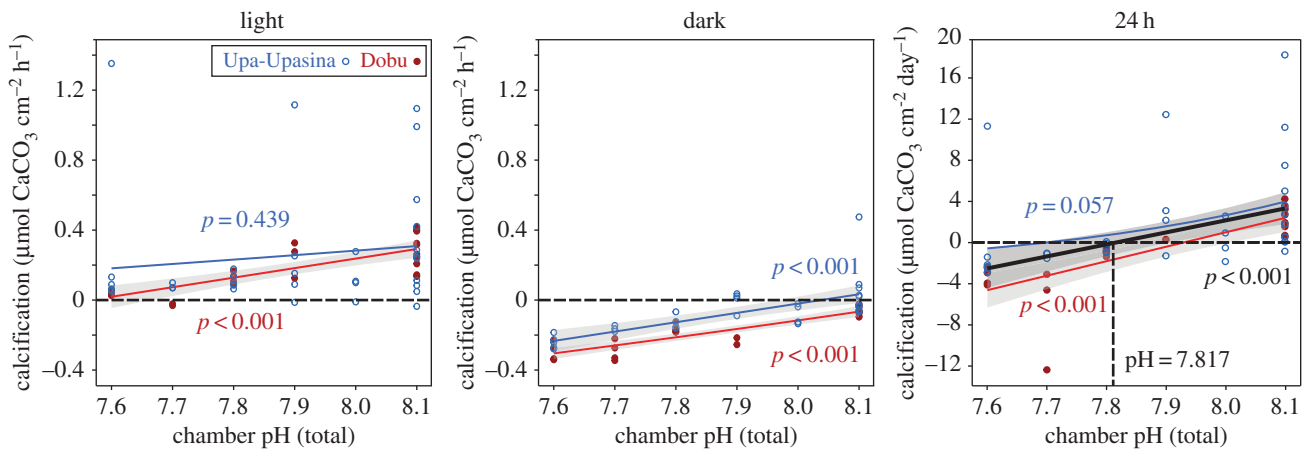 light
Upa-Upasina Dobu
calcification (µmol CaCO3 cm–2 h–1)
1.2
0.8
0.4
0
–0.4
p = 0.439
p < 0.001
7.6 7.7 7.8 7.9 8.0 8.1
chamber pH (total)
dark
calcification (µmol CaCO3 cm–2 h–1)
1.2
0.8
0.4
0
–0.4
p < 0.001
p < 0.001
7.6 7.7 7.8 7.9 8.0 8.1
chamber pH (total)
24 h
calcification (µmol CaCO3 cm–2 day–1)
20
16
12
8
4
0
–4
–8
–12
p = 0.057
p < 0.001
p < 0.001
pH = 7.817
7.6 7.7 7.8 7.9 8.0 8.1
chamber pH (total)